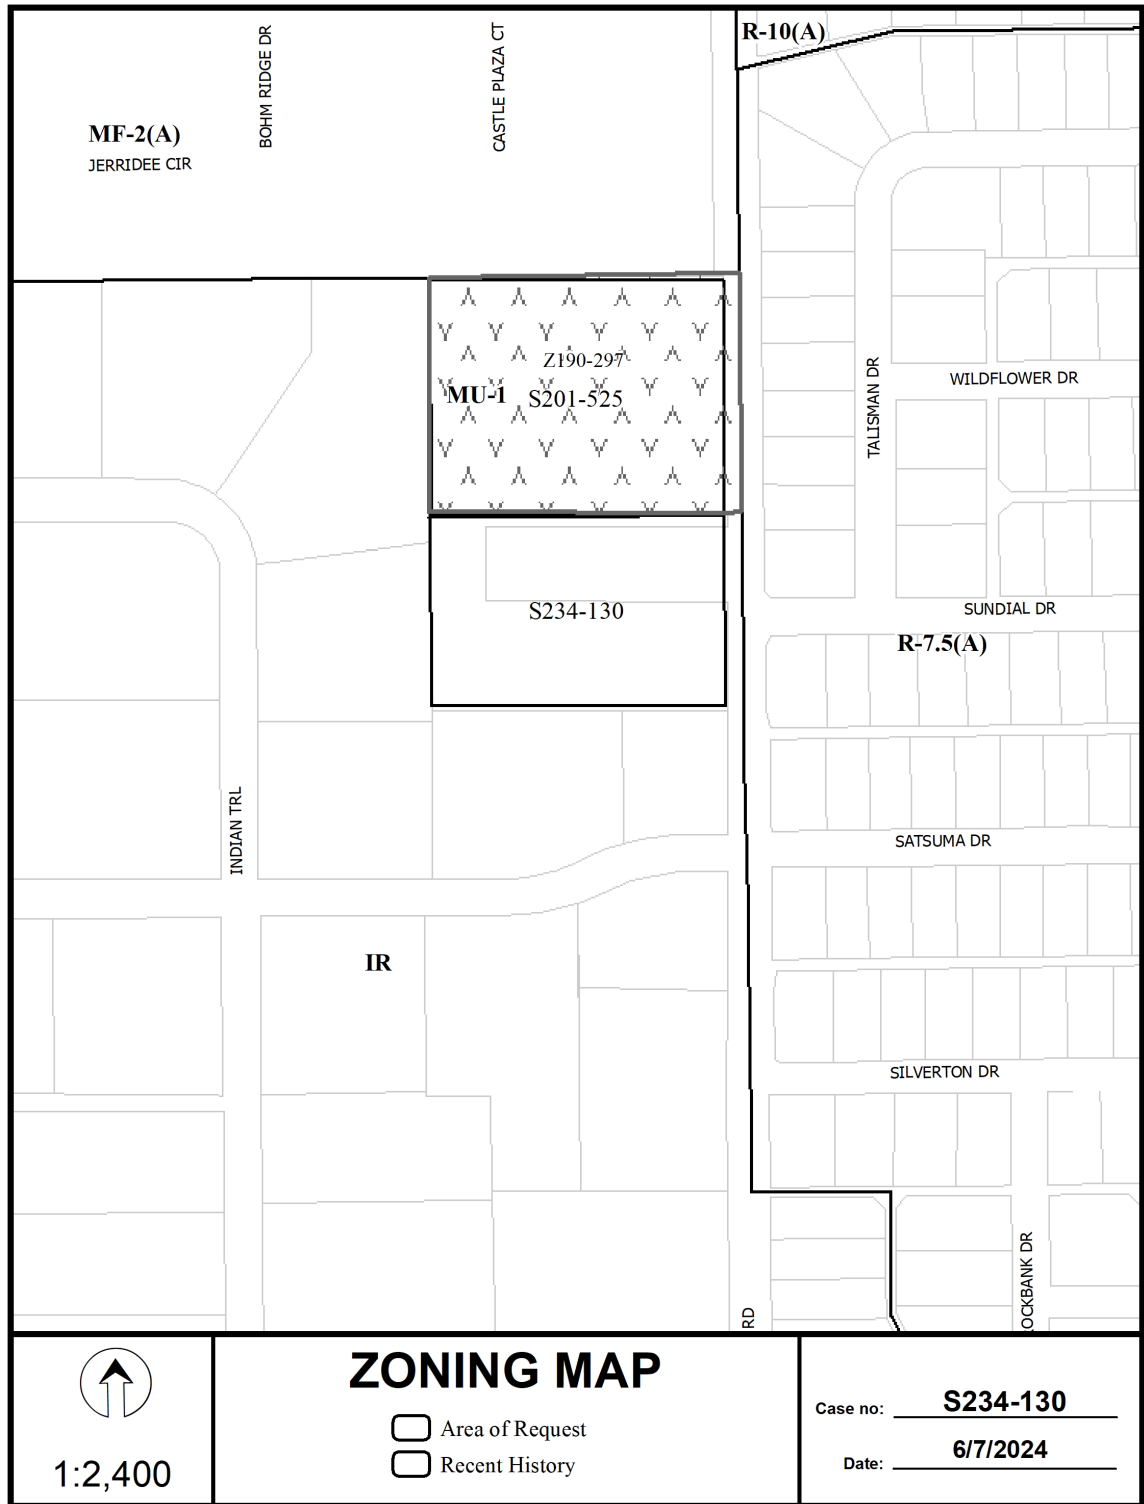 R-10(A)
BOHM RIDGE DR
CASTLE PLAZA CT
MF-2(A)
JERRIDEE CIR
Z190-297
MU-1
S201-525
TALISMAN DR
WILDFLOWER DR
SUNDIAL DR
S234-130
R-7.5(A)
INDIAN TRL
SATSUMA DR
IR
SILVERTON DR
OCKBANK DR
RD
ZONING MAP
Area of Request
Recent History
1:2,400
Case no: S234-130
Date: 6/7/2024